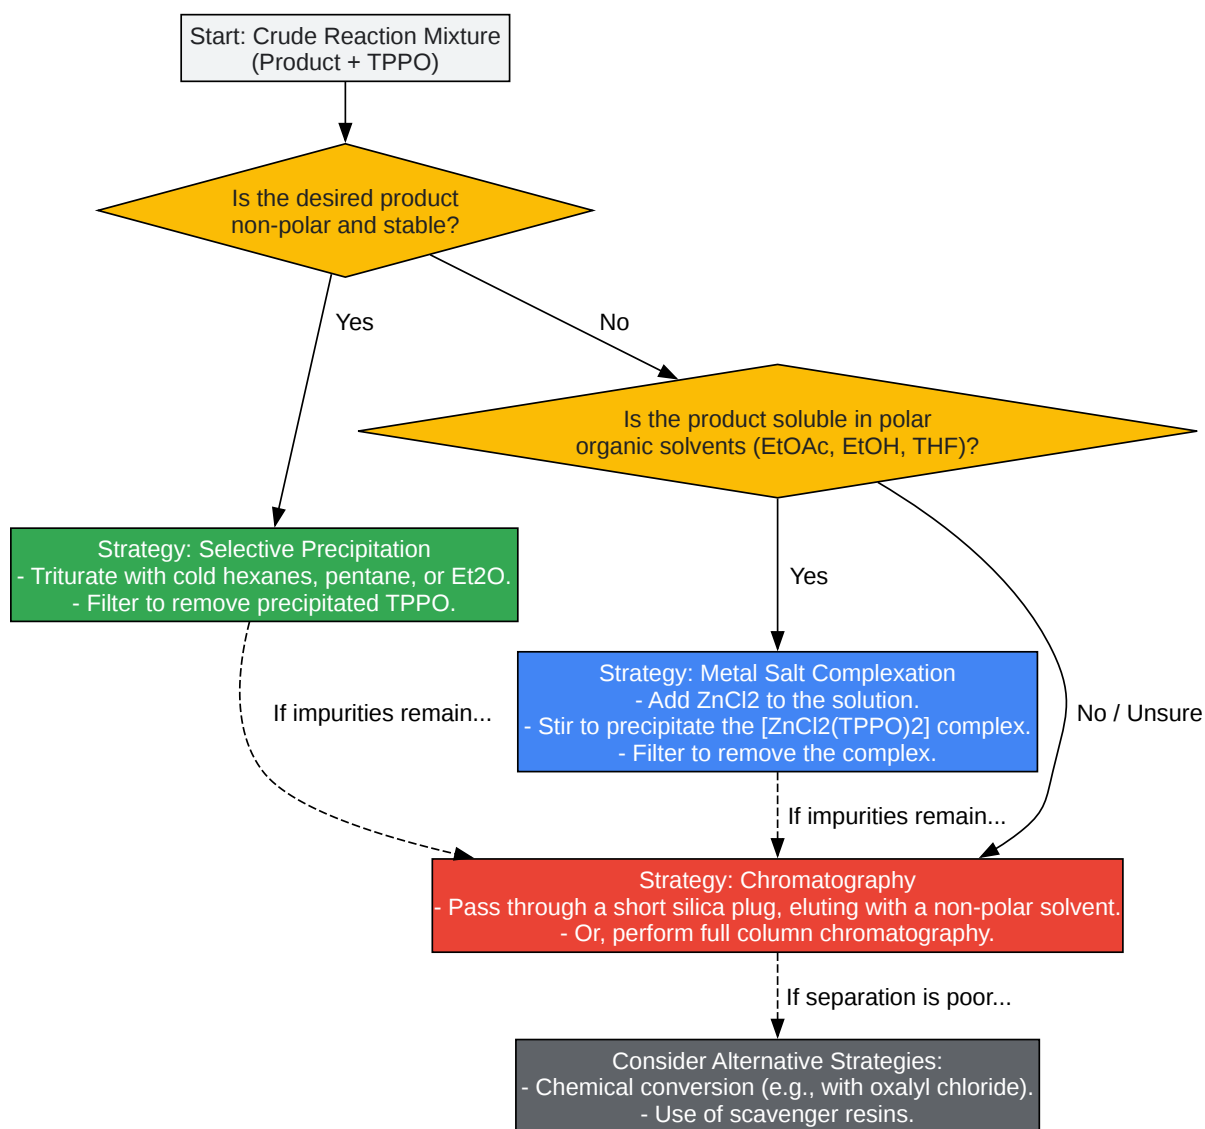 Start: Crude Reaction Mixture
(Product + TPPO)
Is the desired product
non-polar and stable?
Yes
No
Is the product soluble in polar
organic solvents (EtOAc, EtOH, THF)?
Strategy: Selective Precipitation
- Triturate with cold hexanes, pentane, or Et2O.
- Filter to remove precipitated TPPO.
Yes
Strategy: Metal Salt Complexation
- Add ZnCl2 to the solution.
- Stir to precipitate the [ZnCl2(TPPO)2] complex.
- Filter to remove the complex.
If impurities remain...
No / Unsure
If impurities remain...
Strategy: Chromatography
- Pass through a short silica plug, eluting with a non-polar solvent.
- Or, perform full column chromatography.
If separation is poor...
Consider Alternative Strategies:
- Chemical conversion (e.g., with oxalyl chloride).
- Use of scavenger resins.